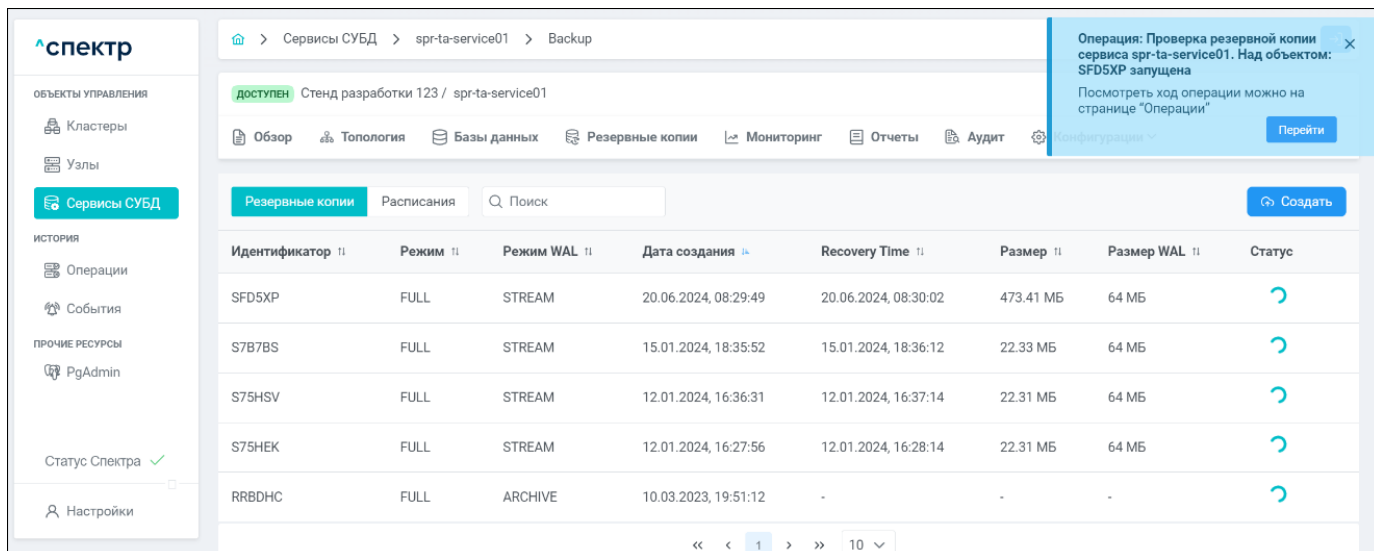 ^спектр
ОБЪЕКТЫ УПРАВЛЕНИЯ
Кластеры
Узлы
Сервисы СУБД
ИСТОРИЯ
Операции
События
ПРОЧИЕ РЕСУРСЫ
PgAdmin
Статус Спектра
Настройки
> Сервисы СУБД > spr-ta-service01 > Backup
ДОСТУПЕН Стенд разработки 123 / spr-ta-service01
Обзор Топология Базы данных Резервные копии Мониторинг Отчеты Аудит Конфигурации
Операция: Проверка резервной копии
сервиса spr-ta-service01. Над объектом:
SFD5XP запущена
Посмотреть ход операции можно на
странице "Операции"
Перейти
Резервные копии Расписания Поиск Создать
Идентификатор Режим Режим WAL Дата создания Recovery Time Размер Размер WAL Статус
SFD5XP FULL STREAM 20.06.2024, 08:29:49 20.06.2024, 08:30:02 473.41 МБ 64 МБ
S7B7BS FULL STREAM 15.01.2024, 18:35:52 15.01.2024, 18:36:12 22.33 МБ 64 МБ
S75HSV FULL STREAM 12.01.2024, 16:36:31 12.01.2024, 16:37:14 22.31 МБ 64 МБ
S75HEK FULL STREAM 12.01.2024, 16:27:56 12.01.2024, 16:28:14 22.31 МБ 64 МБ
RRBDHC FULL ARCHIVE 10.03.2023, 19:51:12 - - -
<< < 1 > >> 10